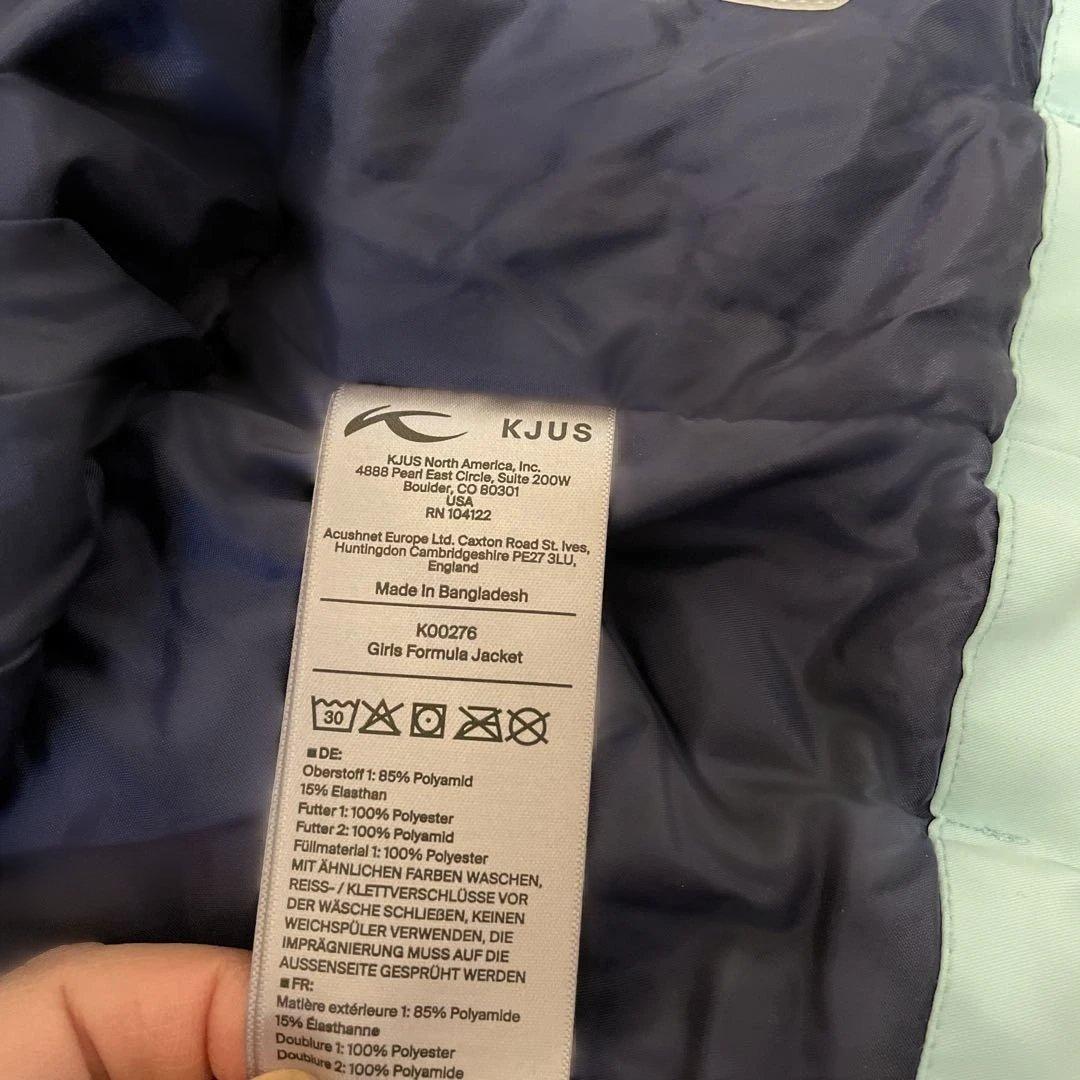 KJUS
KJUS North America, Inc.
4888 Pearl East Circle, Suite 200W
Boulder, CO 80301
USA
RN 104122
Acushnet Europe Ltd. Caxton Road St. Ives,
Huntingdon Cambridgeshire PE27 3LU,
England
Made In Bangladesh
K00276
Girls Formula Jacket
30
DE:
Oberstoff 1: 85% Polyamid
15% Elasthan
Futter 1: 100% Polyester
Futter 2: 100% Polyamid
Füllmaterial 1: 100% Polyester
MIT ÄHNLICHEN FARBEN WASCHEN,
REISS- / KLETTVERSCHLÜSSE VOR
DER WÄSCHE SCHLIEẞEN, KEINEN
WEICHSPÜLER VERWENDEN, DIE
IMPRÄGNIERUNG MUSS AUF DIE
AUSSENSEITE GESPRÜHT WERDEN
FR:
Matière extérieure 1: 85% Polyamide
15% Élasthanne
Doublure 1: 100% Polyester
Doublure 2: 100% Polyamide